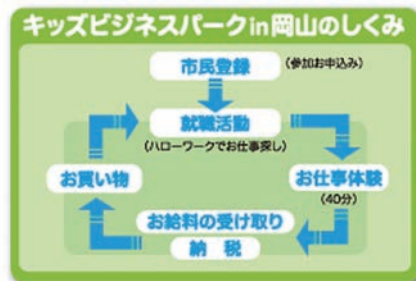 キッズビジネスパークin岡山のしくみ
市民登録 (参加お申込み)
就職活動
(ハローワークでお仕事探し)
お買い物 お仕事体験
(40分)
お給料の受け取り
納 税